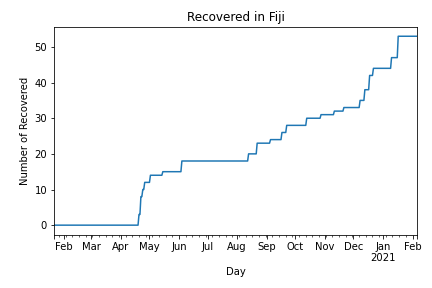 Recovered in Fiji
Number of Recovered
50
40
30
20
10
0
Feb Mar Apr May Jun Jul Aug Sep Oct Nov Dec Jan Feb
2021
Day